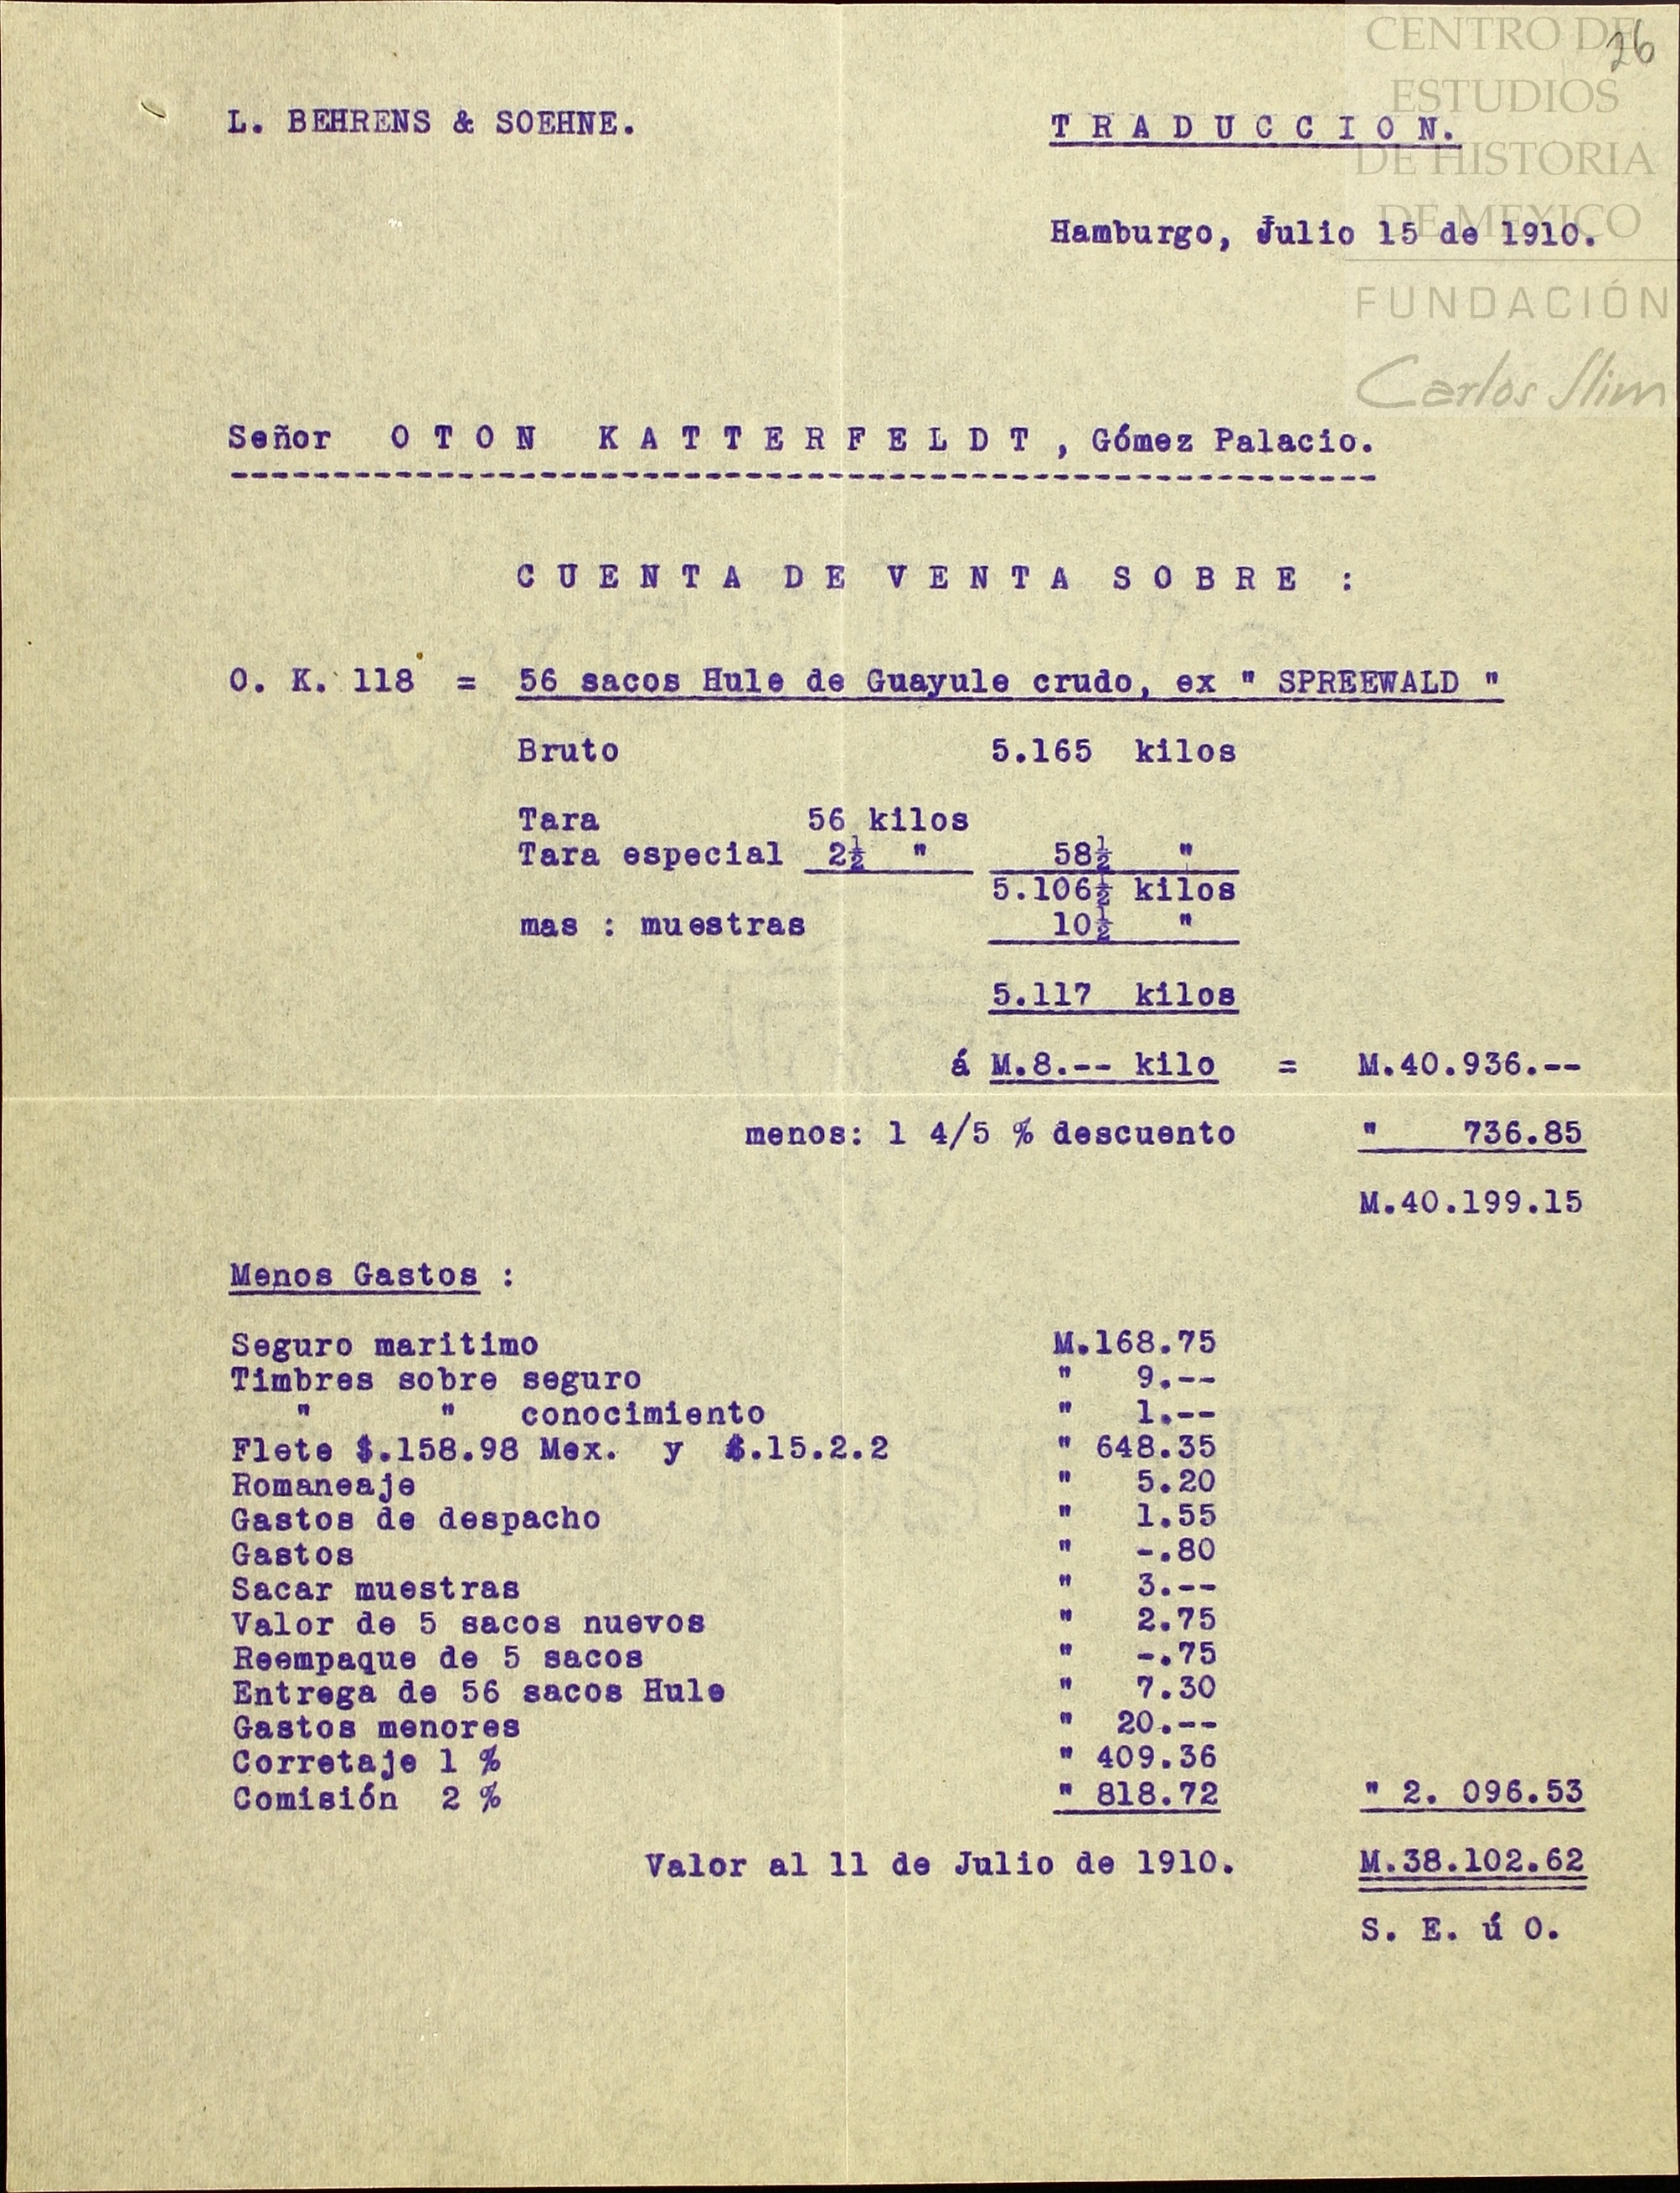 CENTRO DE
26
ESTUDIOS
DE HISTORIA
DE MEXICO
FUNDACIÓN
Carlos Slim
L. BEHRENS & SOEHNE.
TRADUCCION.
Hamburgo, Julio 15 de 1910.
Señor OTON KATTERFELDT, Gómez Palacio.
CUENTA DE VENTA SOBRE :
O. K. 118 = 56 sacos Hule de Guayule crudo, ex " SPREEWALD "
Bruto 5.165 kilos
Tara 56 kilos
Tara especial 2½ " 58½ "
5.106½ kilos
mas : muestras 10½ "
5.117 kilos
á M.8.-- kilo = M.40.936.--
menos: 1 4/5 % descuento " 736.85
M.40.199.15
Menos Gastos :
Seguro maritimo M.168.75
Timbres sobre seguro " 9.--
" " conocimiento " 1.--
Flete $.158.98 Mex. y £.15.2.2 " 648.35
Romaneaje " 5.20
Gastos de despacho " 1.55
Gastos " -.80
Sacar muestras " 3.--
Valor de 5 sacos nuevos " 2.75
Reempaque de 5 sacos " -.75
Entrega de 56 sacos Hule " 7.30
Gastos menores " 20.--
Corretaje 1 % " 409.36
Comisión 2 % " 818.72 " 2. 096.53
Valor al 11 de Julio de 1910. M.38.102.62
S. E. ú O.